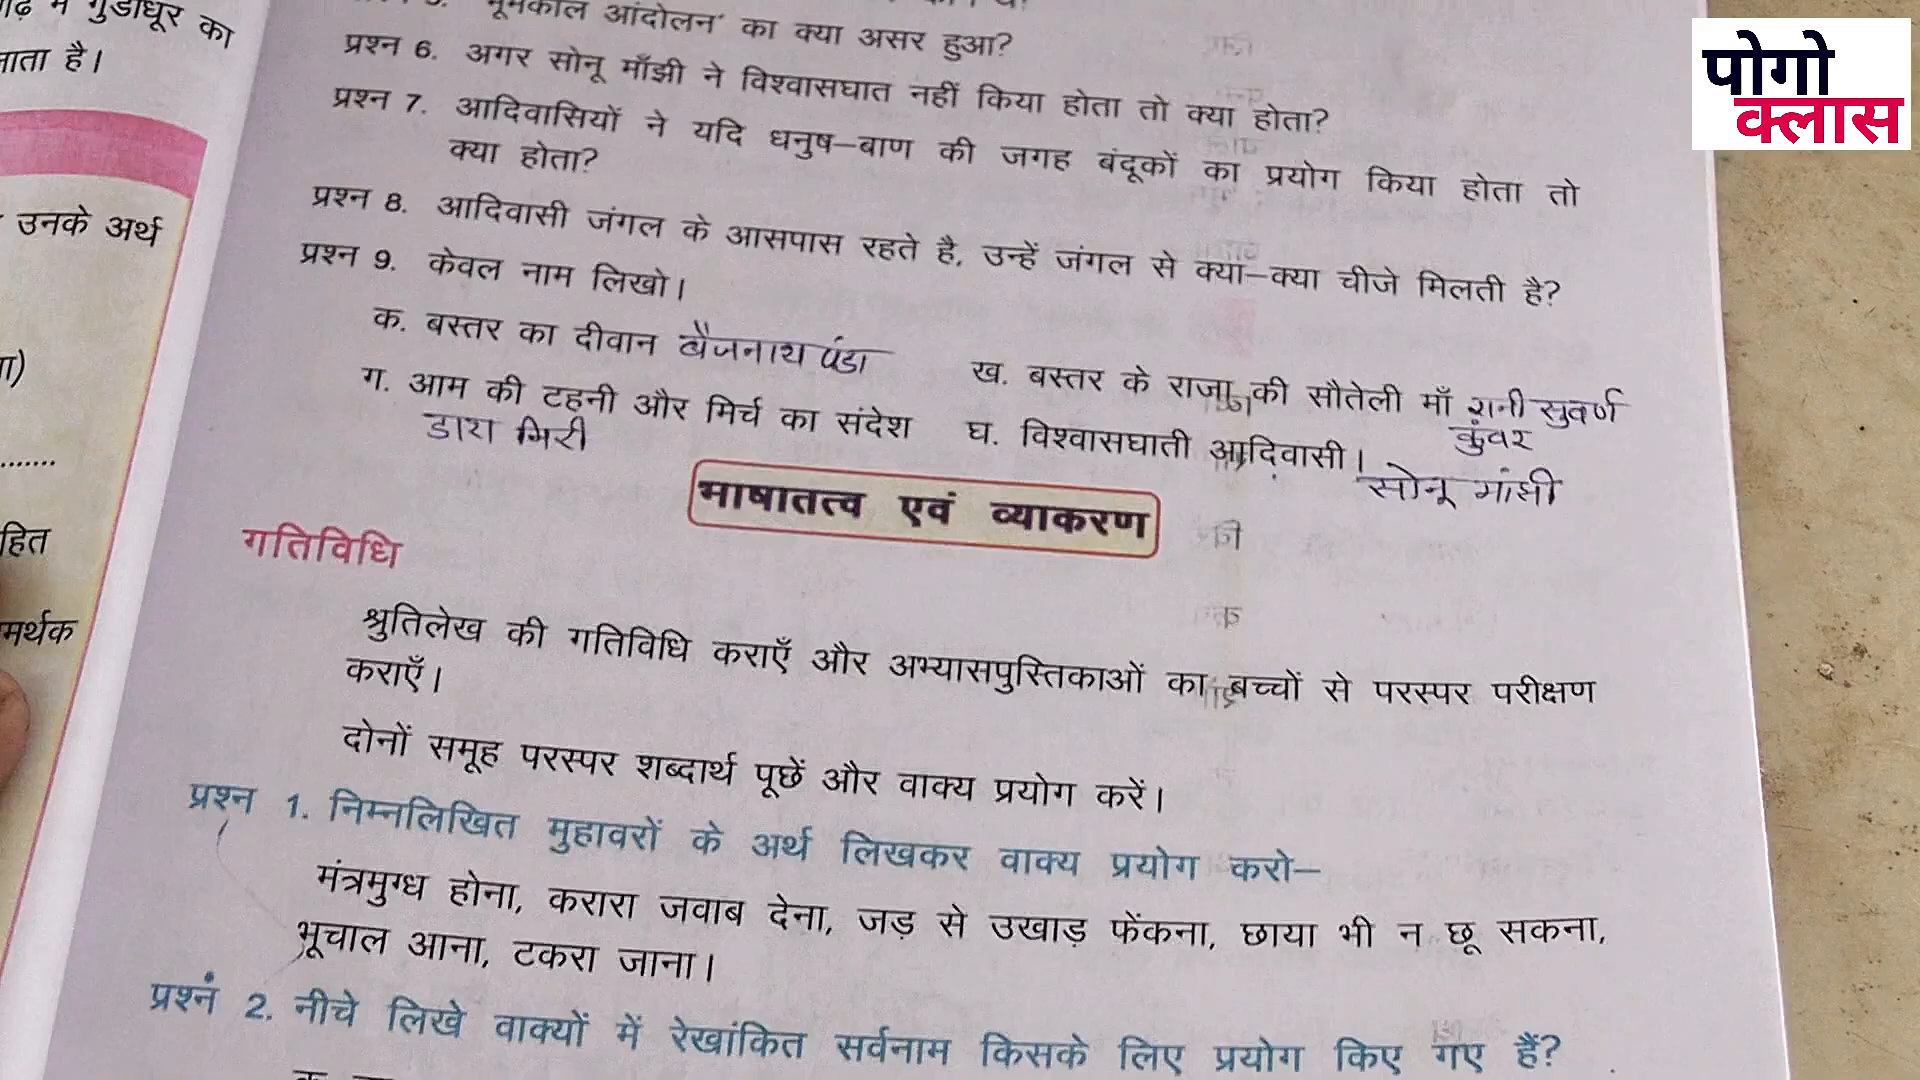 में गुंडाधूर का
जाता है।
उनके अर्थ
हित
मर्थक
'भूमकाल आंदोलन' का क्या असर हुआ?
प्रश्न 6. अगर सोनू माँझी ने विश्वासघात नहीं किया होता तो क्या होता?
प्रश्न 7. आदिवासियों ने यदि धनुष–बाण की जगह बंदूकों का प्रयोग किया होता तो
क्या होता?
प्रश्न 8. आदिवासी जंगल के आसपास रहते है, उन्हें जंगल से क्या–क्या चीजे मिलती है?
प्रश्न 9. केवल नाम लिखो।
क. बस्तर का दीवान बैजनाथ पंडा
ख. बस्तर के राजा की सौतेली माँ रानी सुवर्ण
कुंवर
ग. आम की टहनी और मिर्च का संदेश
डारा मिरी
घ. विश्वासघाती आदिवासी।
सोनू मांझी
भाषातत्व एवं व्याकरण
गतिविधि
श्रुतिलेख की गतिविधि कराएँ और अभ्यासपुस्तिकाओं का बच्चों से परस्पर परीक्षण
कराएँ।
दोनों समूह परस्पर शब्दार्थ पूछें और वाक्य प्रयोग करें।
प्रश्न 1. निम्नलिखित मुहावरों के अर्थ लिखकर वाक्य प्रयोग करो–
मंत्रमुग्ध होना, करारा जवाब देना, जड़ से उखाड़ फेंकना, छाया भी न छू सकना,
भूचाल आना, टकरा जाना।
प्रश्न 2. नीचे लिखे वाक्यों में रेखांकित सर्वनाम किसके लिए प्रयोग किए गए हैं?
पोगो
क्लास